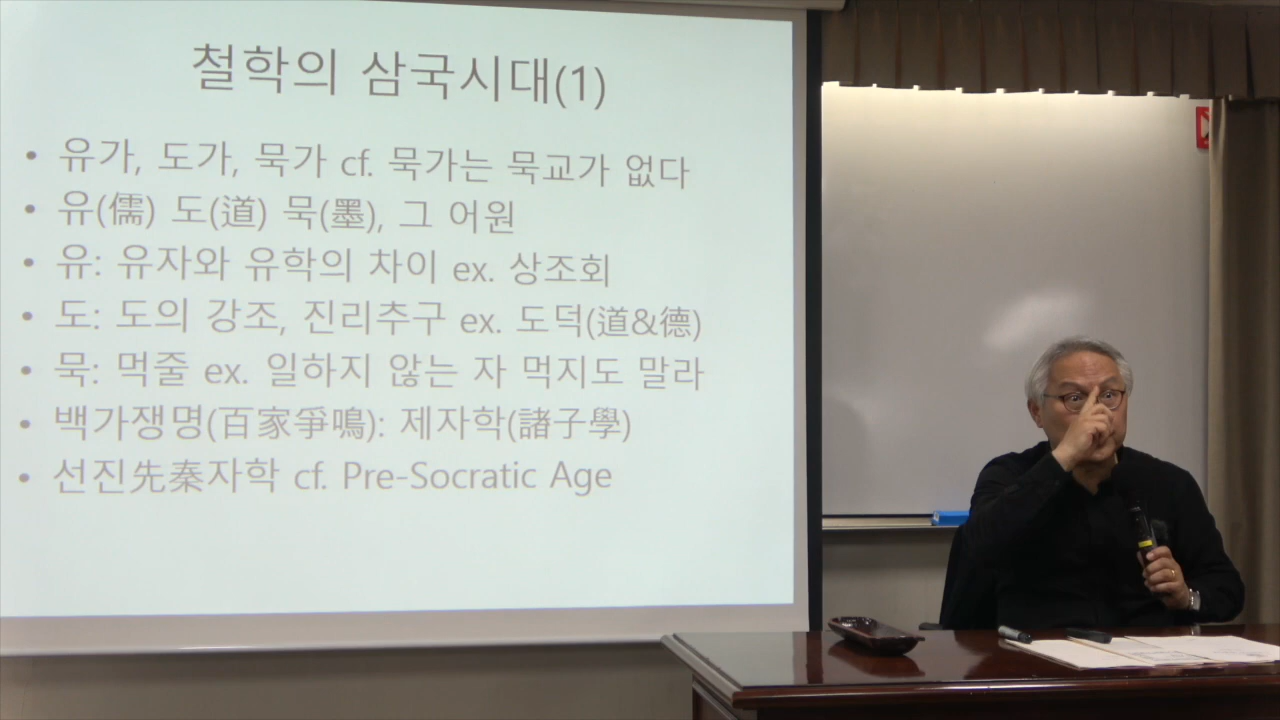 철학의 삼국시대(1)
• 유가, 도가, 묵가 cf. 묵가는 묵교가 없다
• 유(儒) 도(道) 묵(墨), 그 어원
• 유: 유자와 유학의 차이 ex. 상조회
• 도: 도의 강조, 진리추구 ex. 도덕(道&德)
• 묵: 먹줄 ex. 일하지 않는 자 먹지도 말라
• 백가쟁명(百家爭鳴): 제자학(諸子學)
• 선진先秦자학 cf. Pre-Socratic Age